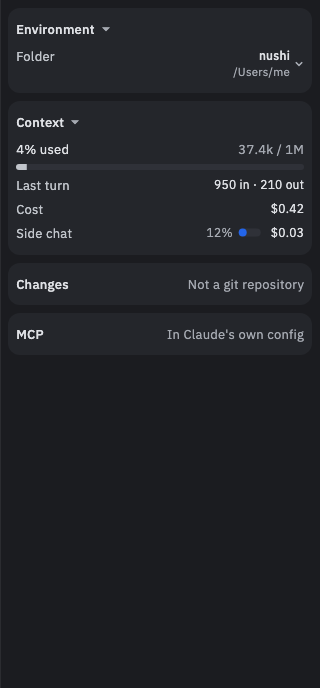 Environment
Folder
nushi
/Users/me
Context
4% used 37.4k / 1M
Last turn 950 in · 210 out
Cost $0.42
Side chat 12% $0.03
Changes Not a git repository
MCP In Claude's own config